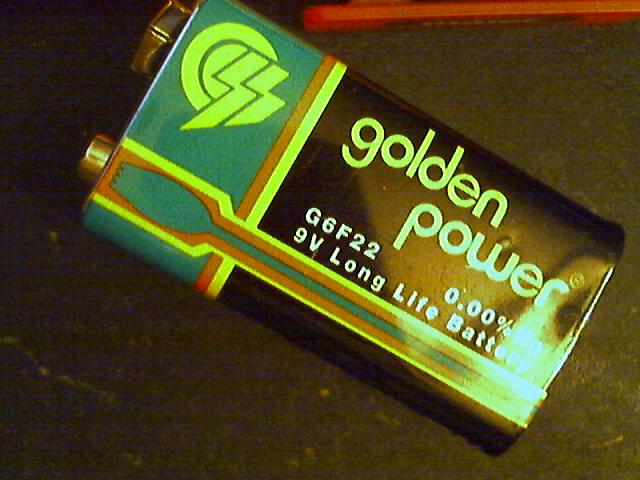 golden
power®
G6F22
0.00%
9V Long Life Battery